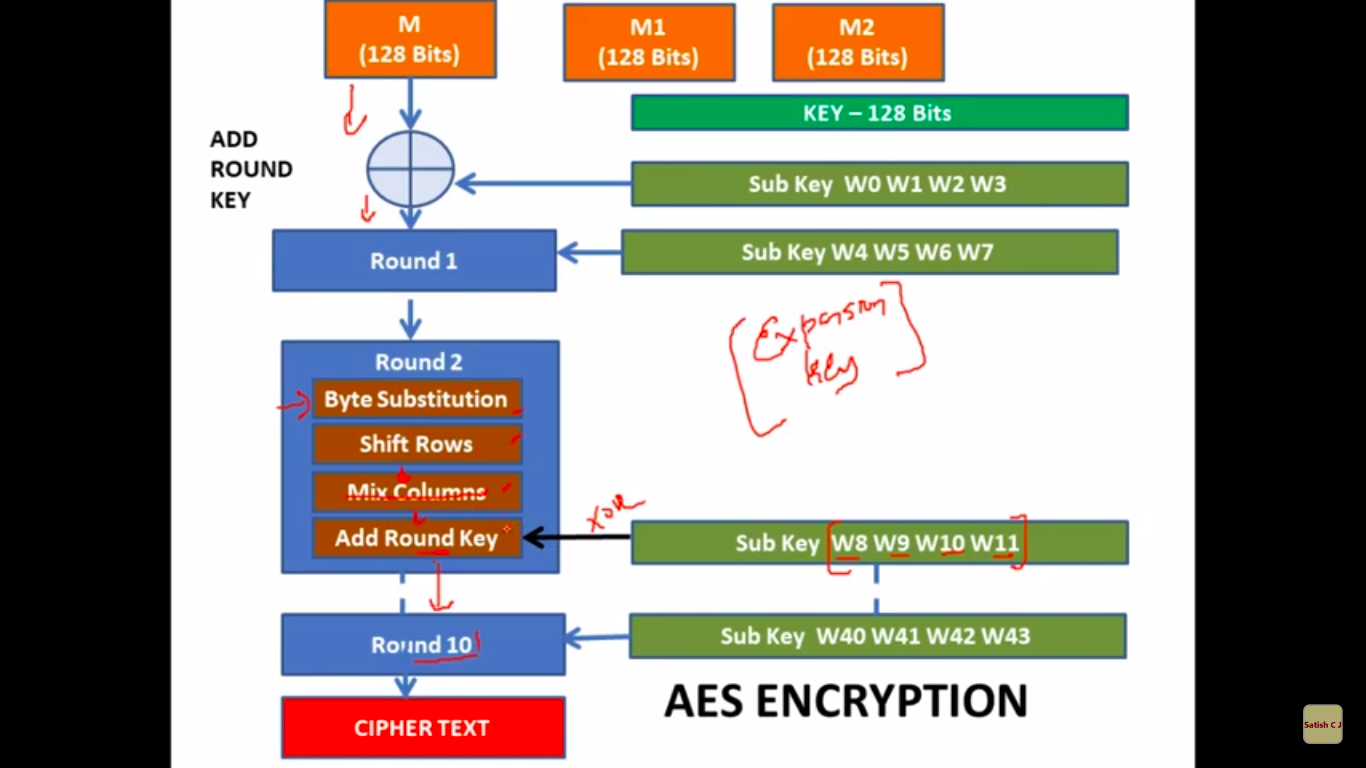 M
(128 Bits)
M1
(128 Bits)
M2
(128 Bits)
KEY – 128 Bits
ADD
ROUND
KEY
Sub Key W0 W1 W2 W3
Round 1
Sub Key W4 W5 W6 W7
Expansion
key
Round 2
Byte Substitution
Shift Rows
Mix Columns
Add Round Key
XOR
Sub Key W8 W9 W10 W11
Round 10
Sub Key W40 W41 W42 W43
CIPHER TEXT
AES ENCRYPTION
Satish C J